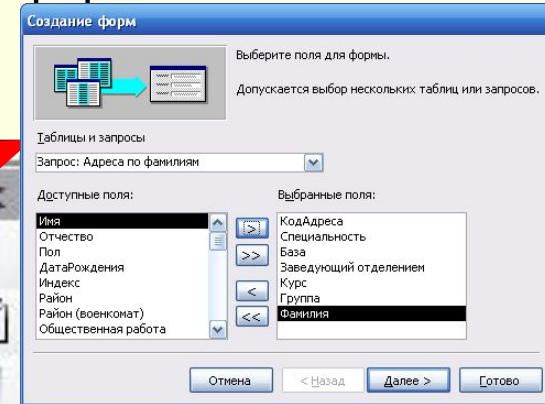 Создание форм
Выберите поля для формы.
Допускается выбор нескольких таблиц или запросов.
Таблицы и запросы
Запрос: Адреса по фамилиям
Доступные поля:
Имя
Отчество
Пол
ДатаРождения
Индекс
Район
Район (военкомат)
Общественная работа
>
>>
<
<<
Выбранные поля:
КодАдреса
Специальность
База
Заведующий отделением
Курс
Группа
Фамилия
Отмена
< Назад
Далее >
Готово